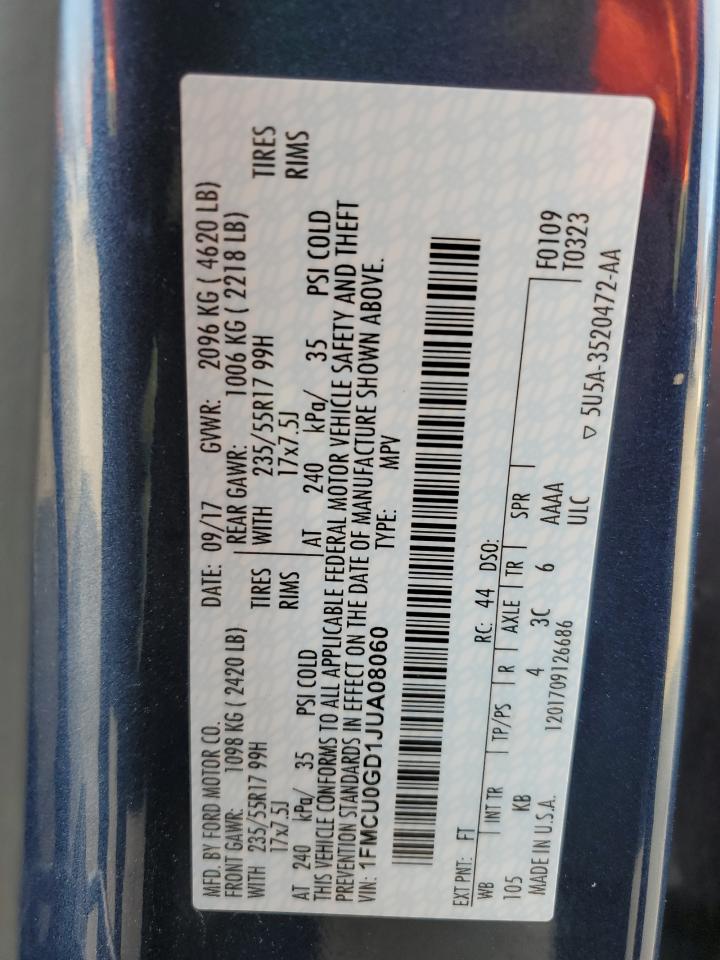 MFD. BY FORD MOTOR CO. DATE: 09/17 GVWR: 2096 KG ( 4620 LB)
FRONT GAWR: 1098 KG ( 2420 LB) REAR GAWR: 1006 KG ( 2218 LB)
WITH 235/55R17 99H TIRES WITH 235/55R17 99H TIRES
17x7.5J RIMS 17x7.5J RIMS
AT 240 kPa/ 35 PSI COLD AT 240 kPa/ 35 PSI COLD
THIS VEHICLE CONFORMS TO ALL APPLICABLE FEDERAL MOTOR VEHICLE SAFETY AND THEFT
PREVENTION STANDARDS IN EFFECT ON THE DATE OF MANUFACTURE SHOWN ABOVE.
VIN: 1FMCU0GD1JUA08060 TYPE: MPV
EXT PNT: FT RC: 44 DSO:
WB INT TR TP/PS R AXLE TR SPR F0109
105 KB 4 3C 6 AAAA T0323
MADE IN U.S.A. 1201709126686 ULC
▽ 5U5A-3520472-AA